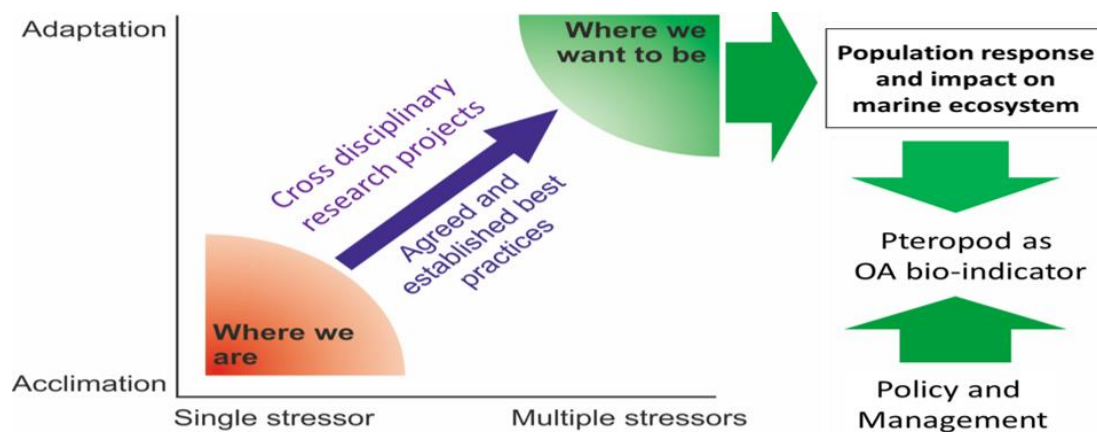 Adaptation
Acclimation
Single stressor
Multiple stressors
Where we
are
Cross disciplinary
research projects
Agreed and
established best
practices
Where we
want to be
Population response
and impact on
marine ecosystem
Pteropod as
OA bio-indicator
Policy and
Management